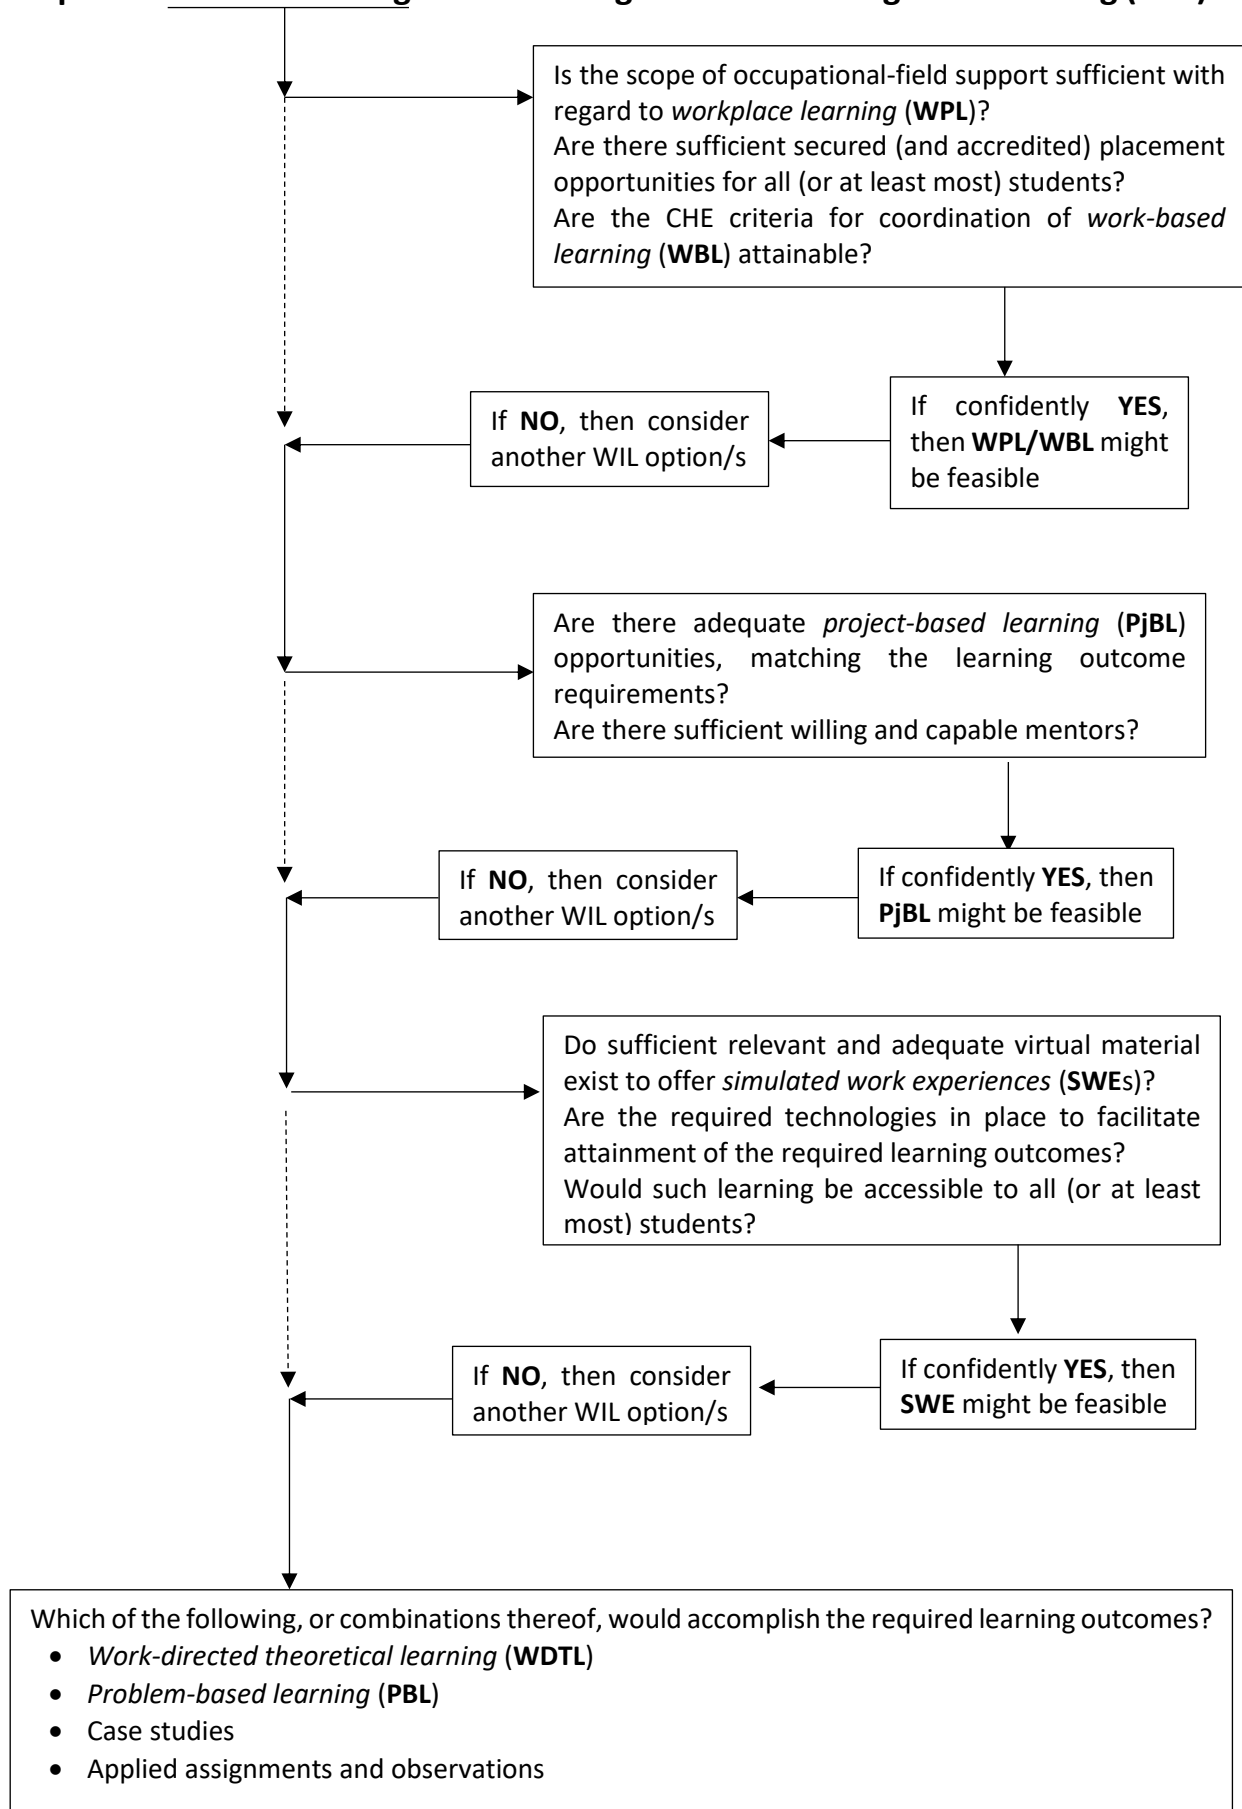 Is the scope of occupational-field support sufficient with
regard to workplace learning (WPL)?
Are there sufficient secured (and accredited) placement
opportunities for all (or at least most) students?
Are the CHE criteria for coordination of work-based
learning (WBL) attainable?
If NO, then consider
another WIL option/s
If confidently YES,
then WPL/WBL might
be feasible
Are there adequate project-based learning (PjBL)
opportunities, matching the learning outcome
requirements?
Are there sufficient willing and capable mentors?
If NO, then consider
another WIL option/s
If confidently YES, then
PjBL might be feasible
Do sufficient relevant and adequate virtual material
exist to offer simulated work experiences (SWEs)?
Are the required technologies in place to facilitate
attainment of the required learning outcomes?
Would such learning be accessible to all (or at least
most) students?
If NO, then consider
another WIL option/s
If confidently YES, then
SWE might be feasible
Which of the following, or combinations thereof, would accomplish the required learning outcomes?
• Work-directed theoretical learning (WDTL)
• Problem-based learning (PBL)
• Case studies
• Applied assignments and observations